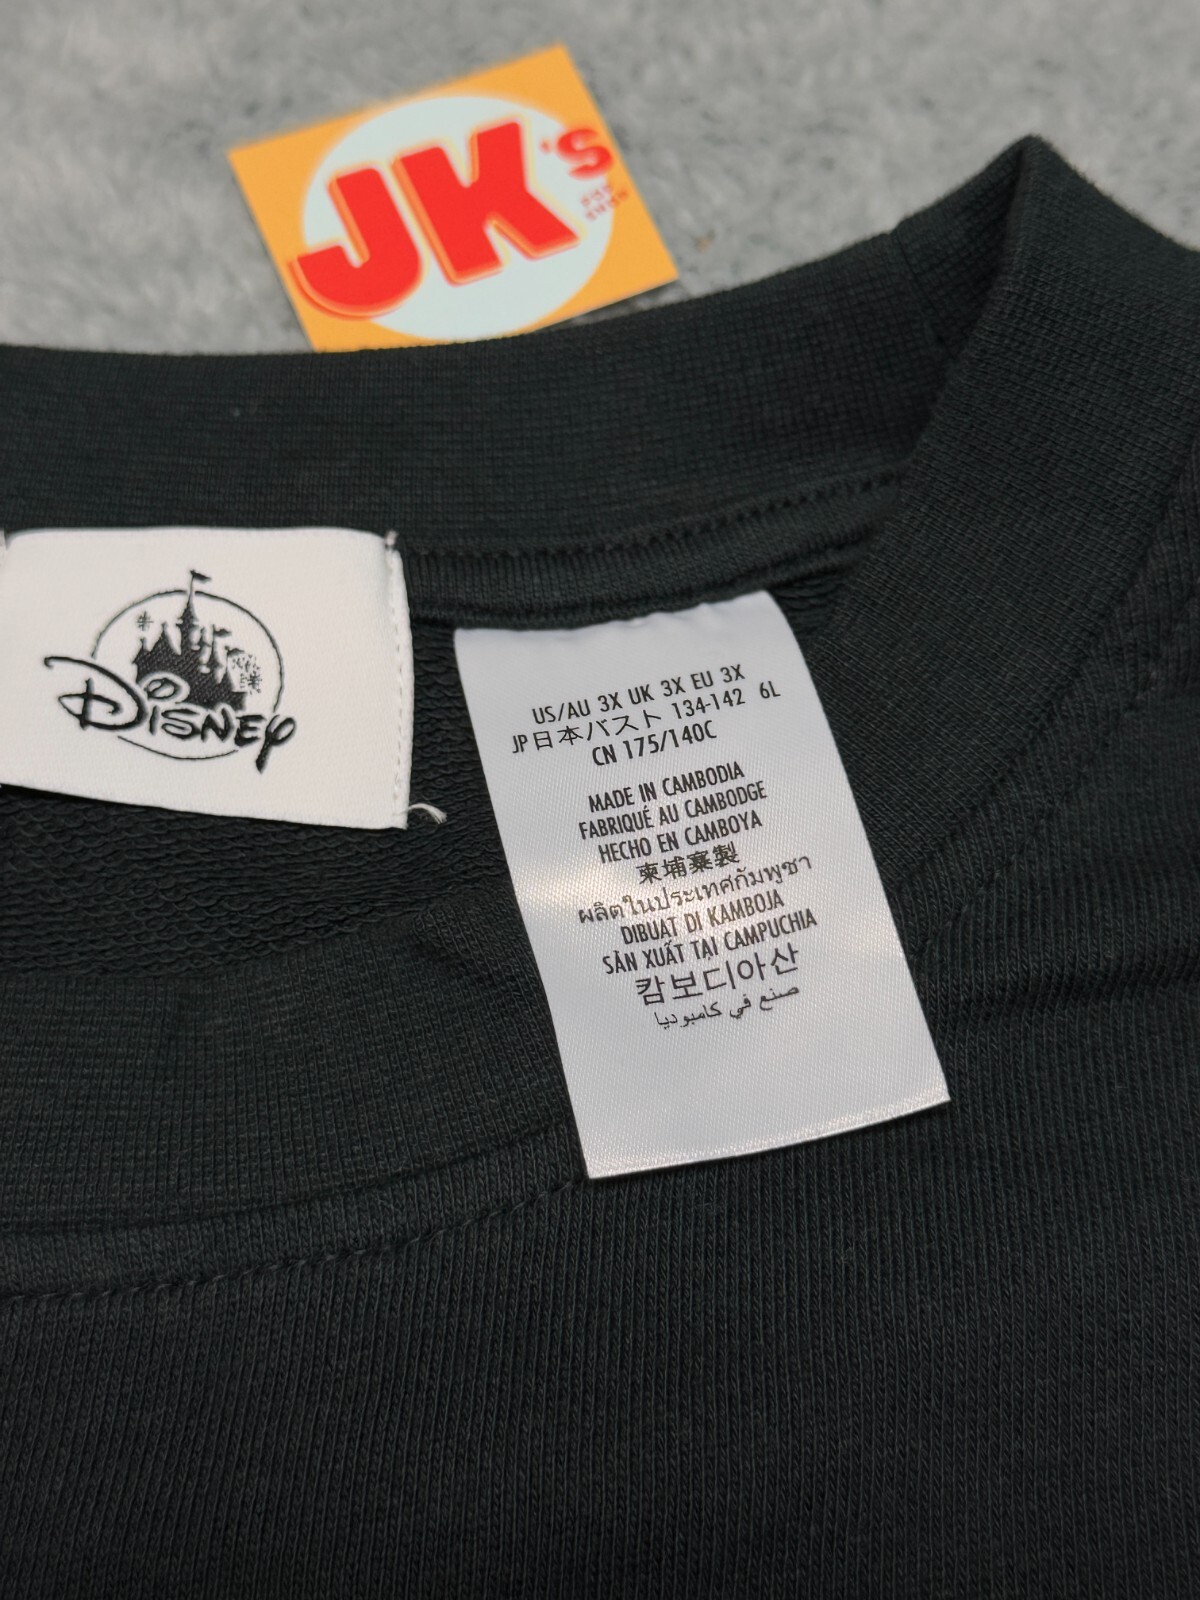 JK's
DISNEY
US/AU 3X UK 3X EU 3X
JP日本バスト 134-142 6L
CN 175/140C
MADE IN CAMBODIA
FABRIQUÉ AU CAMBODGE
HECHO EN CAMBOYA
柬埔寨製
ผลิตในประเทศกัมพูชา
DIBUAT DI KAMBOJA
SẢN XUẤT TẠI CAMPUCHIA
캄보디아산
صنع في كامبوديا